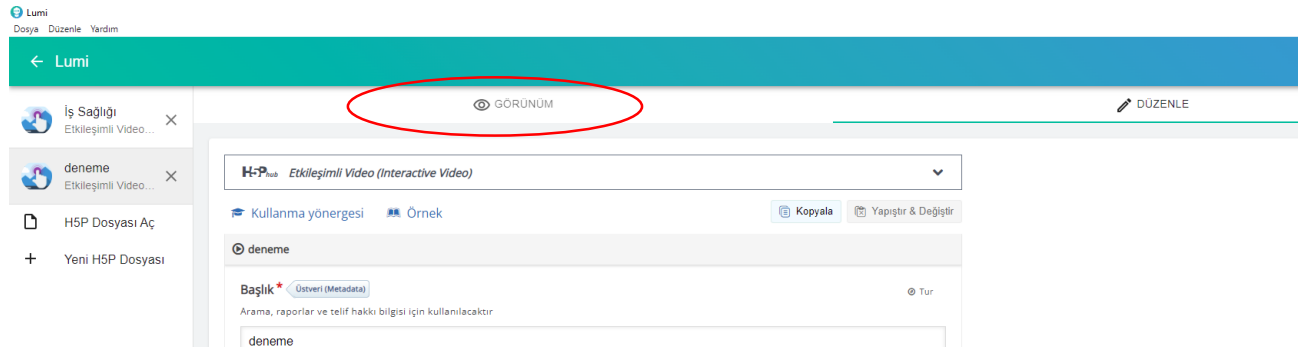 Lumi
Dosya Düzenle Yardım
← Lumi
İş Sağlığı
Etkileşimli Video...
deneme
Etkileşimli Video...
H5P Dosyası Aç
Yeni H5P Dosyası
GÖRÜNÜM
DÜZENLE
H5Phub Etkileşimli Video (Interactive Video)
Kullanma yönergesi Örnek
Kopyala Yapıştır & Değiştir
deneme
Başlık* Üstveri (Metadata)
Tur
Arama, raporlar ve telif hakkı bilgisi için kullanılacaktır
deneme